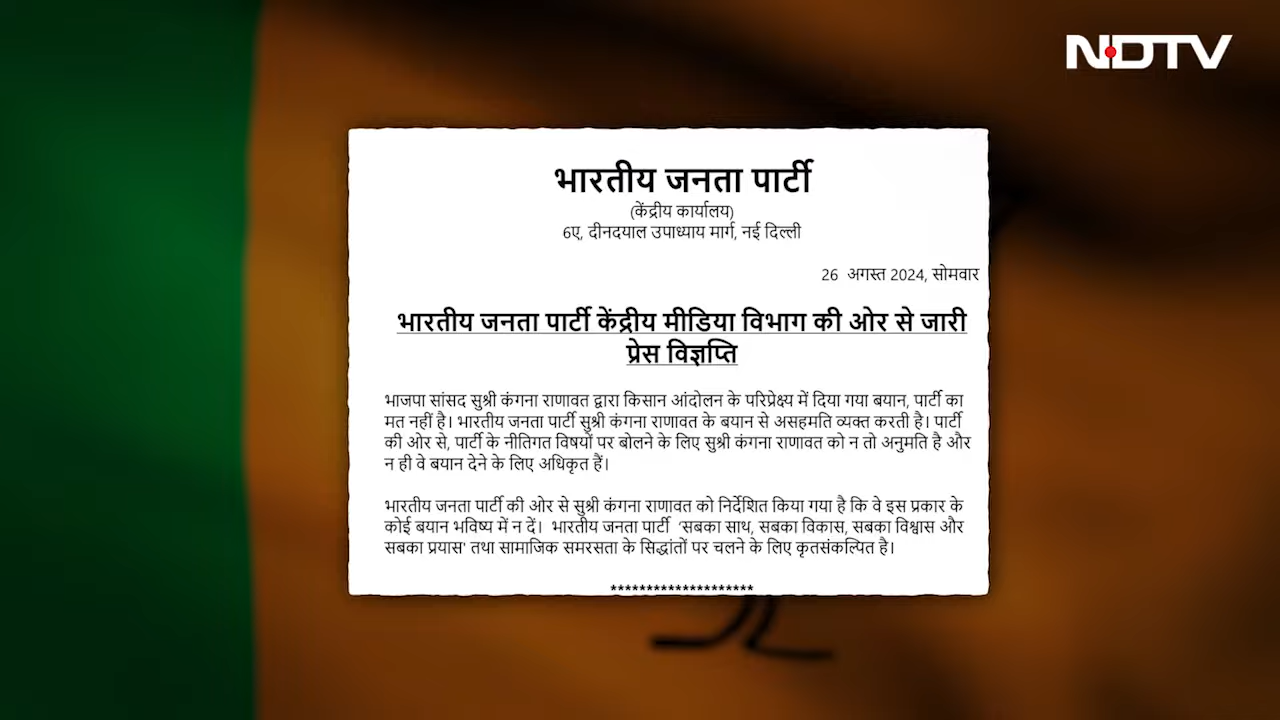 NDTV
भारतीय जनता पार्टी
(केंद्रीय कार्यालय)
6ए, दीनदयाल उपाध्याय मार्ग, नई दिल्ली
26 अगस्त 2024, सोमवार
भारतीय जनता पार्टी केंद्रीय मीडिया विभाग की ओर से जारी
प्रेस विज्ञप्ति
भाजपा सांसद सुश्री कंगना राणावत द्वारा किसान आंदोलन के परिप्रेक्ष्य में दिया गया बयान, पार्टी का
मत नहीं है। भारतीय जनता पार्टी सुश्री कंगना राणावत के बयान से असहमति व्यक्त करती है। पार्टी
की ओर से, पार्टी के नीतिगत विषयों पर बोलने के लिए सुश्री कंगना राणावत को न तो अनुमति है और
न ही वे बयान देने के लिए अधिकृत हैं।
भारतीय जनता पार्टी की ओर से सुश्री कंगना राणावत को निर्देशित किया गया है कि वे इस प्रकार के
कोई बयान भविष्य में न दें। भारतीय जनता पार्टी 'सबका साथ, सबका विकास, सबका विश्वास और
सबका प्रयास' तथा सामाजिक समरसता के सिद्धांतों पर चलने के लिए कृतसंकल्पित है।
********************